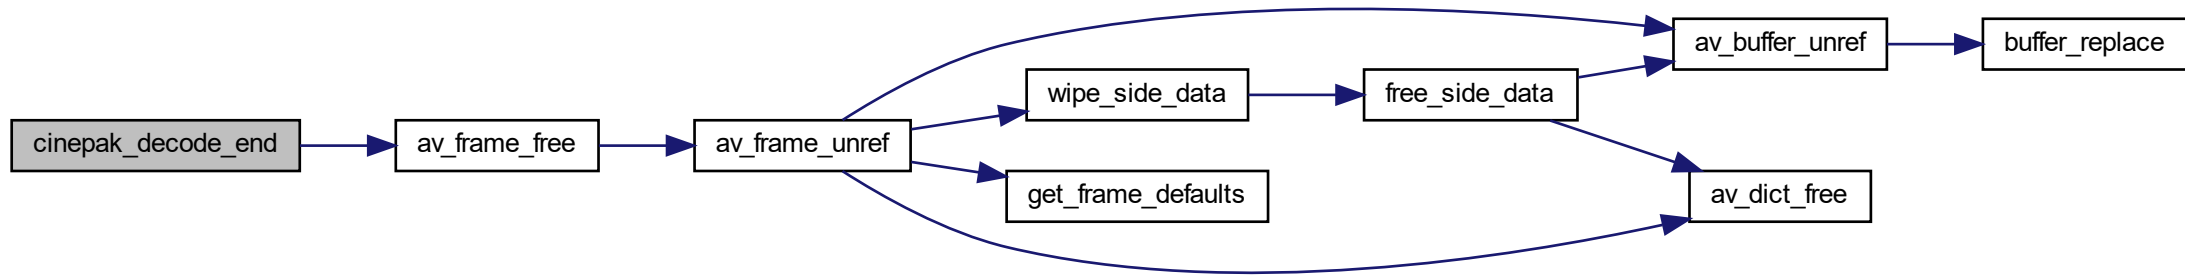 cinepak_decode_end
av_frame_free
av_frame_unref
wipe_side_data
get_frame_defaults
free_side_data
av_buffer_unref
av_dict_free
buffer_replace